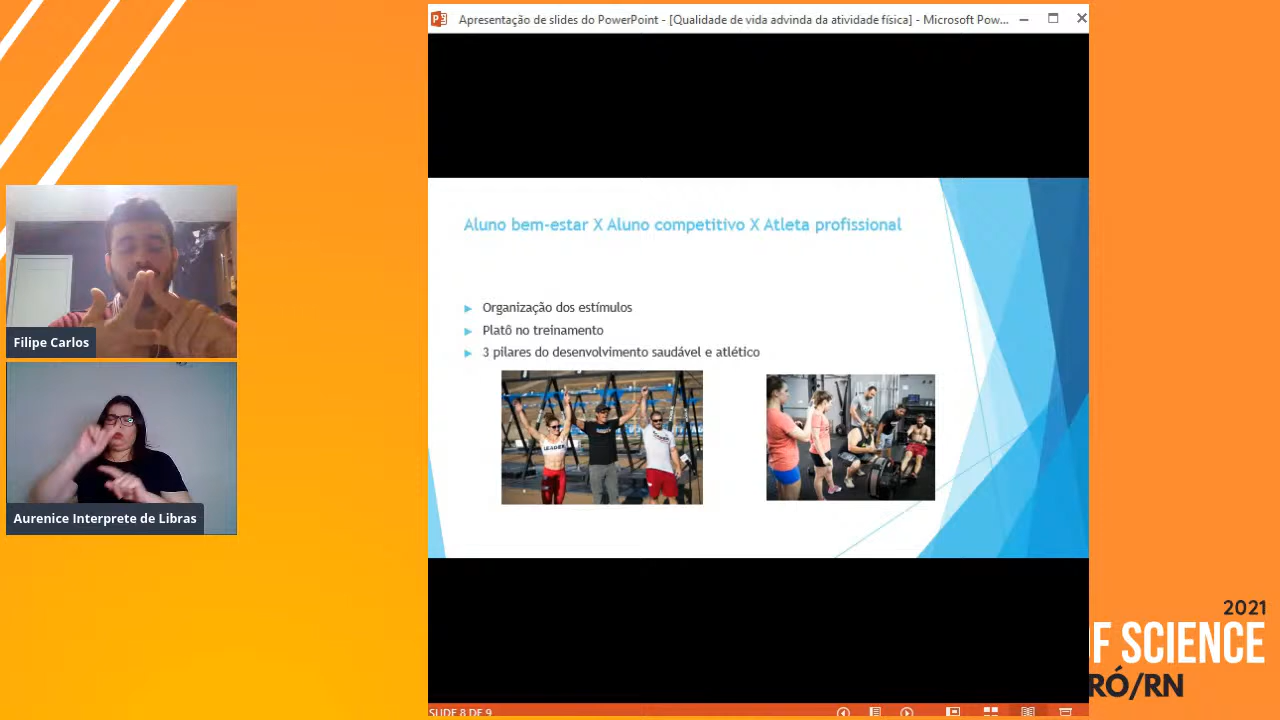 Apresentação de slides do PowerPoint - [Qualidade de vida advinda da atividade física] - Microsoft Pow...
Aluno bem-estar X Aluno competitivo X Atleta profissional
Organização dos estímulos
Platô no treinamento
3 pilares do desenvolvimento saudável e atlético
LEADER
Filipe Carlos
Aurenice Interprete de Libras
2021
OF SCIENCE
RÓ/RN
SLIDE 8 DE 9